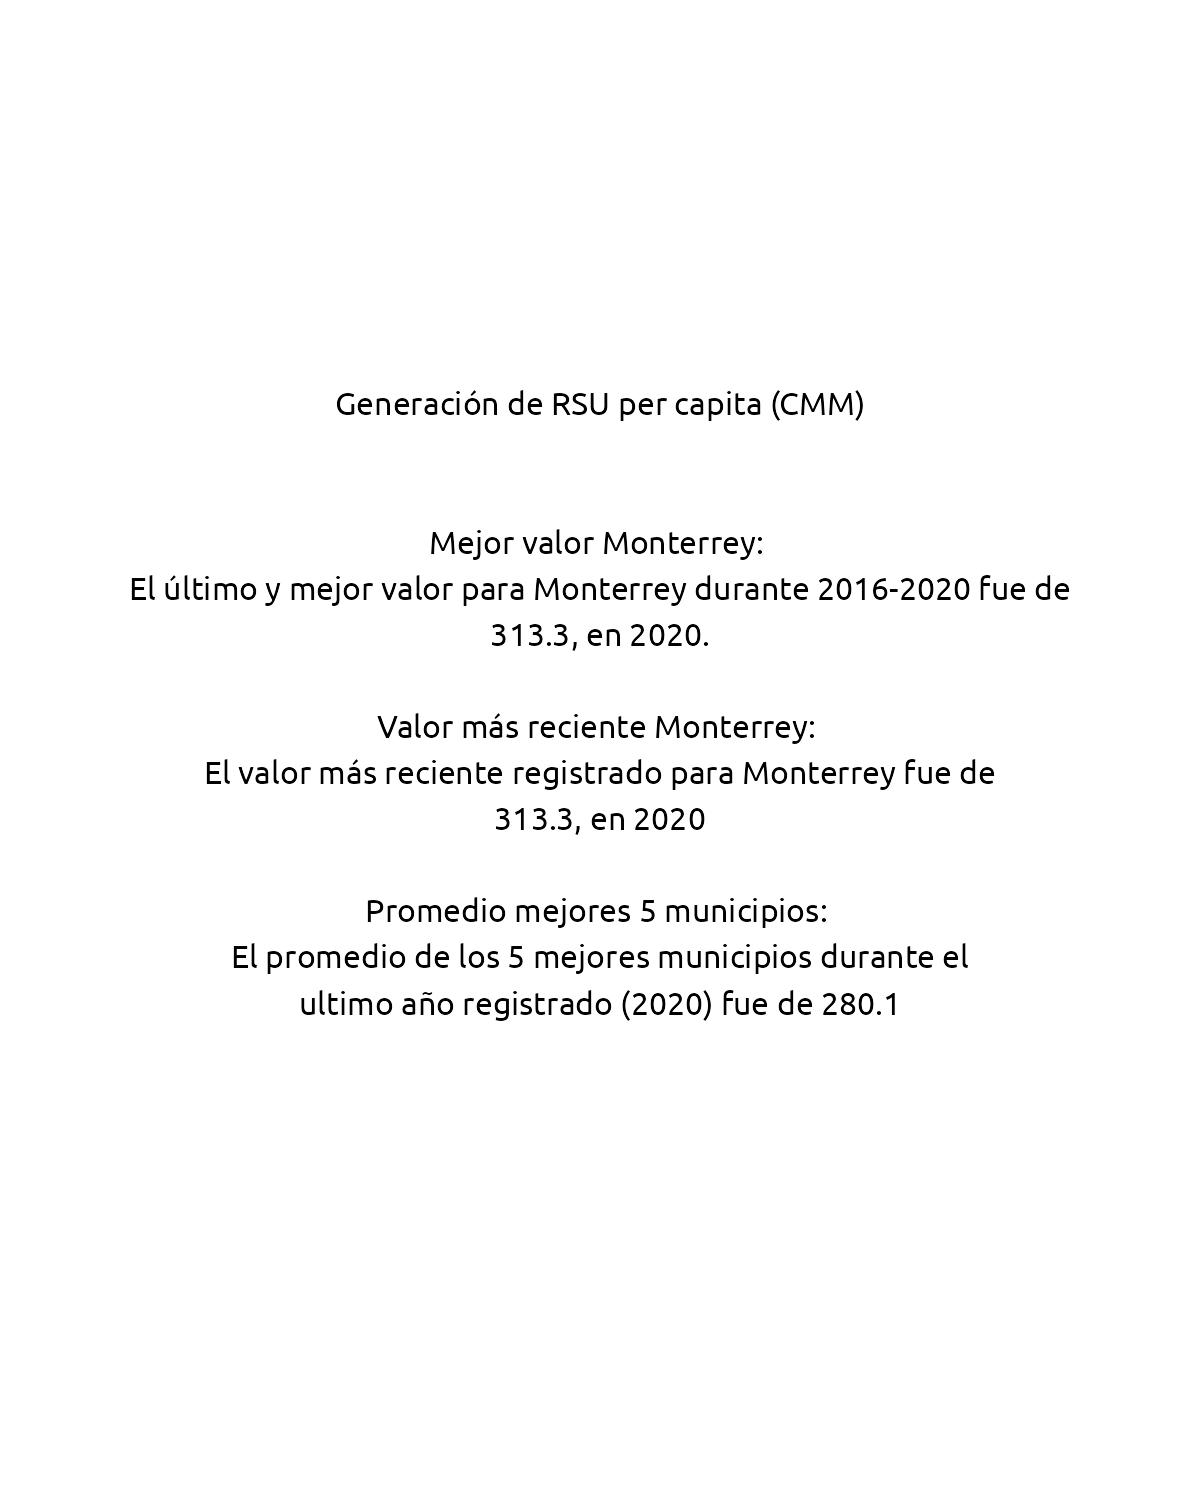 Generación de RSU per capita (CMM)
Mejor valor Monterrey:
El último y mejor valor para Monterrey durante 2016-2020 fue de
313.3, en 2020.
Valor más reciente Monterrey:
El valor más reciente registrado para Monterrey fue de
313.3, en 2020
Promedio mejores 5 municipios:
El promedio de los 5 mejores municipios durante el
ultimo año registrado (2020) fue de 280.1